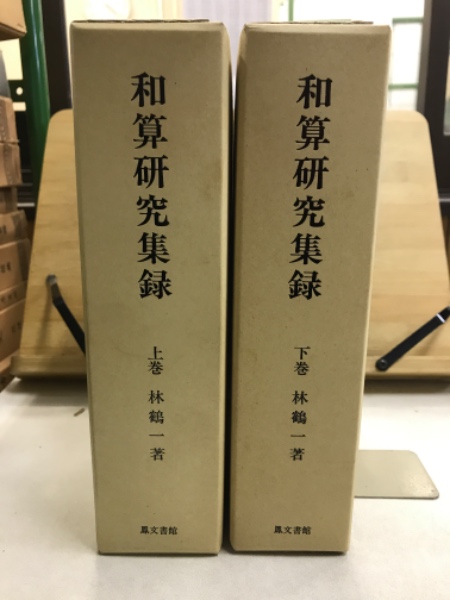 和算研究集録
上巻 林鶴一著
鳳文書館
和算研究集録
下巻 林鶴一著
鳳文書館